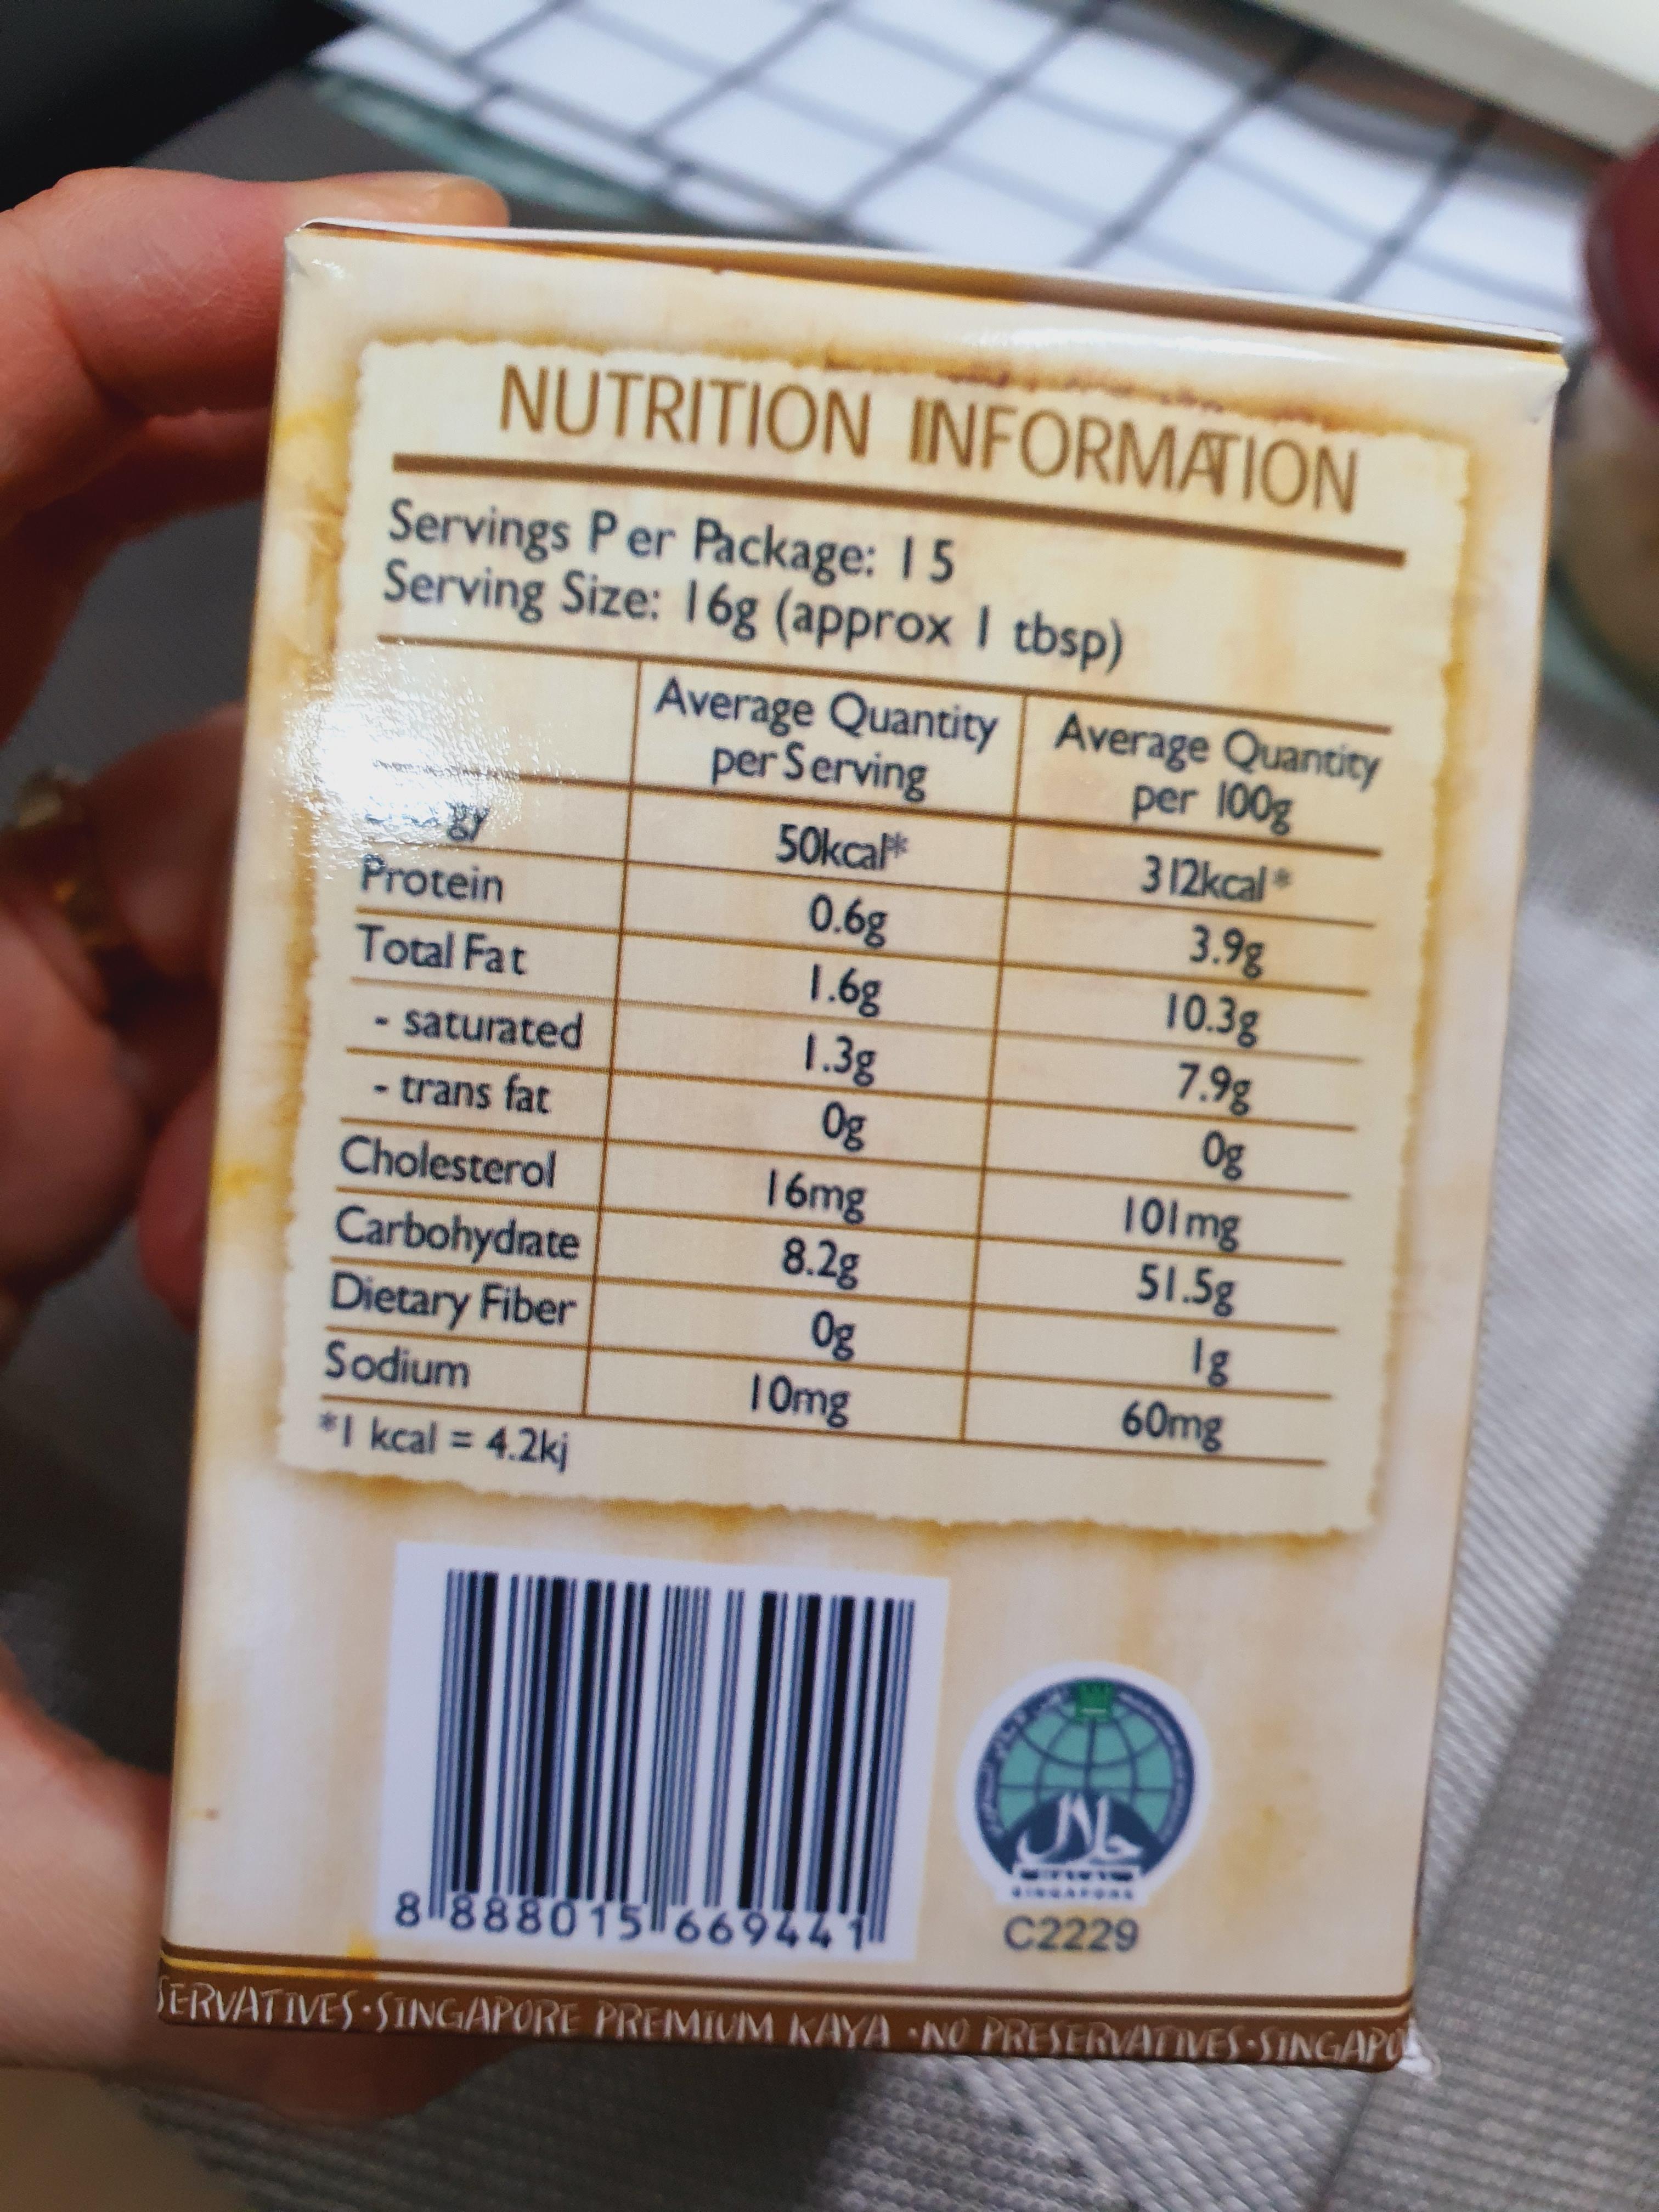 NUTRITION INFORMATION
Servings Per Package: 15
Serving Size: 16g (approx 1 tbsp)
Average Quantity per Serving
Average Quantity per 100g
50kcal* 312kcal*
Protein 0.6g 3.9g
Total Fat 1.6g 10.3g
- saturated 1.3g 7.9g
- trans fat 0g 0g
Cholesterol 16mg 101mg
Carbohydrate 8.2g 51.5g
Dietary Fiber 0g 1g
Sodium 10mg 60mg
*1 kcal = 4.2kj
8 888015 669441
حلال
SINGAPORE
C2229
SERVATIVES·SINGAPORE PREMIUM KAYA ·NO PRESERVATIVES·SINGAPO